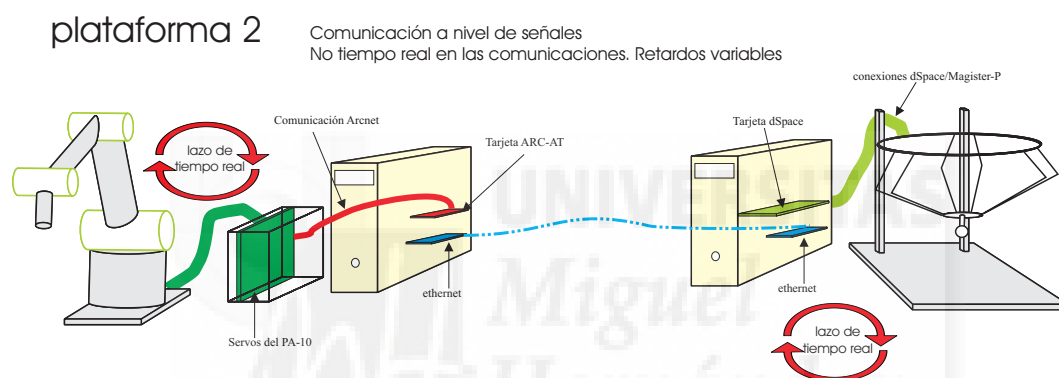 plataforma 2
Comunicación a nivel de señales
No tiempo real en las comunicaciones. Retardos variables
conexiones dSpace/Magister-P
Comunicación Arcnet
Tarjeta ARC-AT
Tarjeta dSpace
lazo de
tiempo real
UNIVERSITAS
Miguel
Hernández
ethernet
ethernet
Servos del PA-10
lazo de
tiempo real